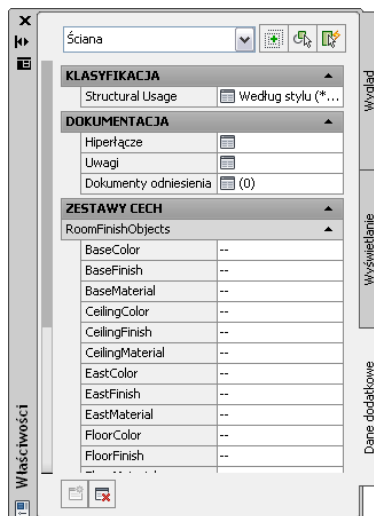 Ściana
KLASYFIKACJA
Structural Usage Według stylu (*...
DOKUMENTACJA
Hiperłącze
Uwagi
Dokumenty odniesienia (0)
ZESTAWY CECH
RoomFinishObjects
BaseColor --
BaseFinish --
BaseMaterial --
CeilingColor --
CeilingFinish --
CeilingMaterial --
EastColor --
EastFinish --
EastMaterial --
FloorColor --
FloorFinish --
Właściwości
Wygląd
Wyświetlanie
Dane dodatkowe